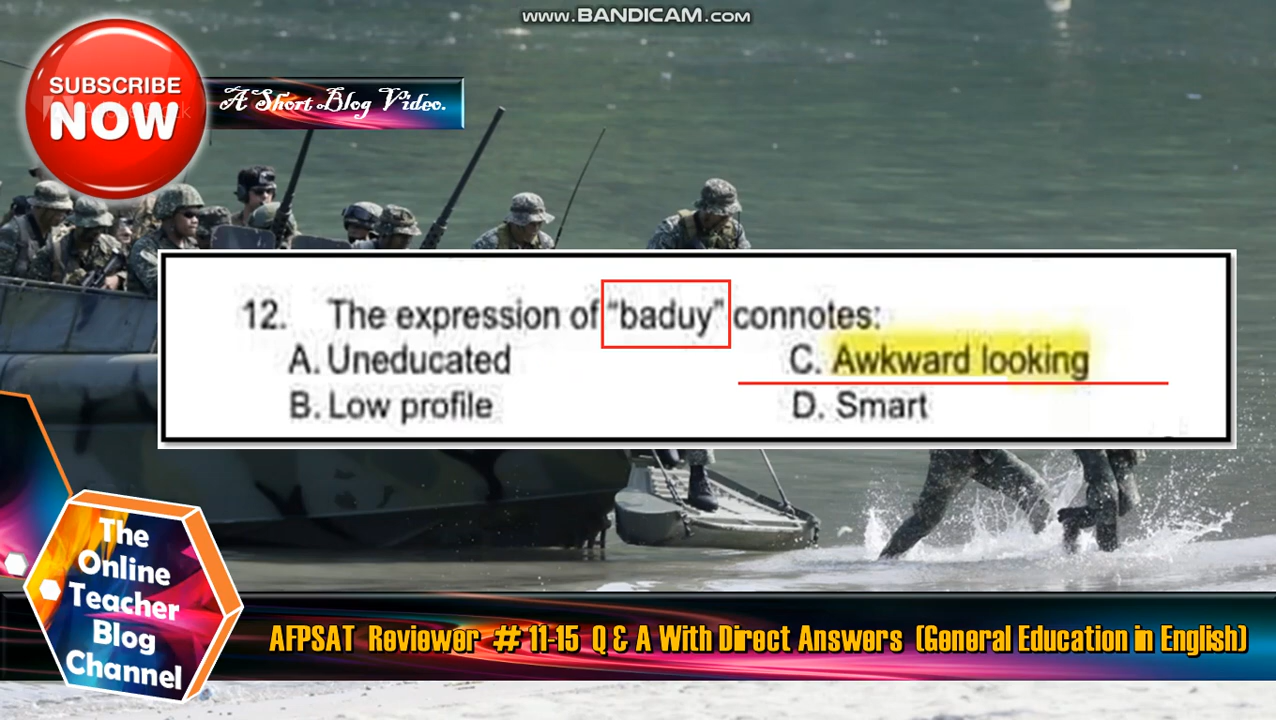 www.BANDICAM.com
SUBSCRIBE
NOW
A Short Blog Video.
12. The expression of “baduy” connotes:
A. Uneducated
C. Awkward looking
B. Low profile
D. Smart
The
Online
Teacher
Blog
Channel
AFPSAT Reviewer # 11-15 Q & A With Direct Answers (General Education in English)